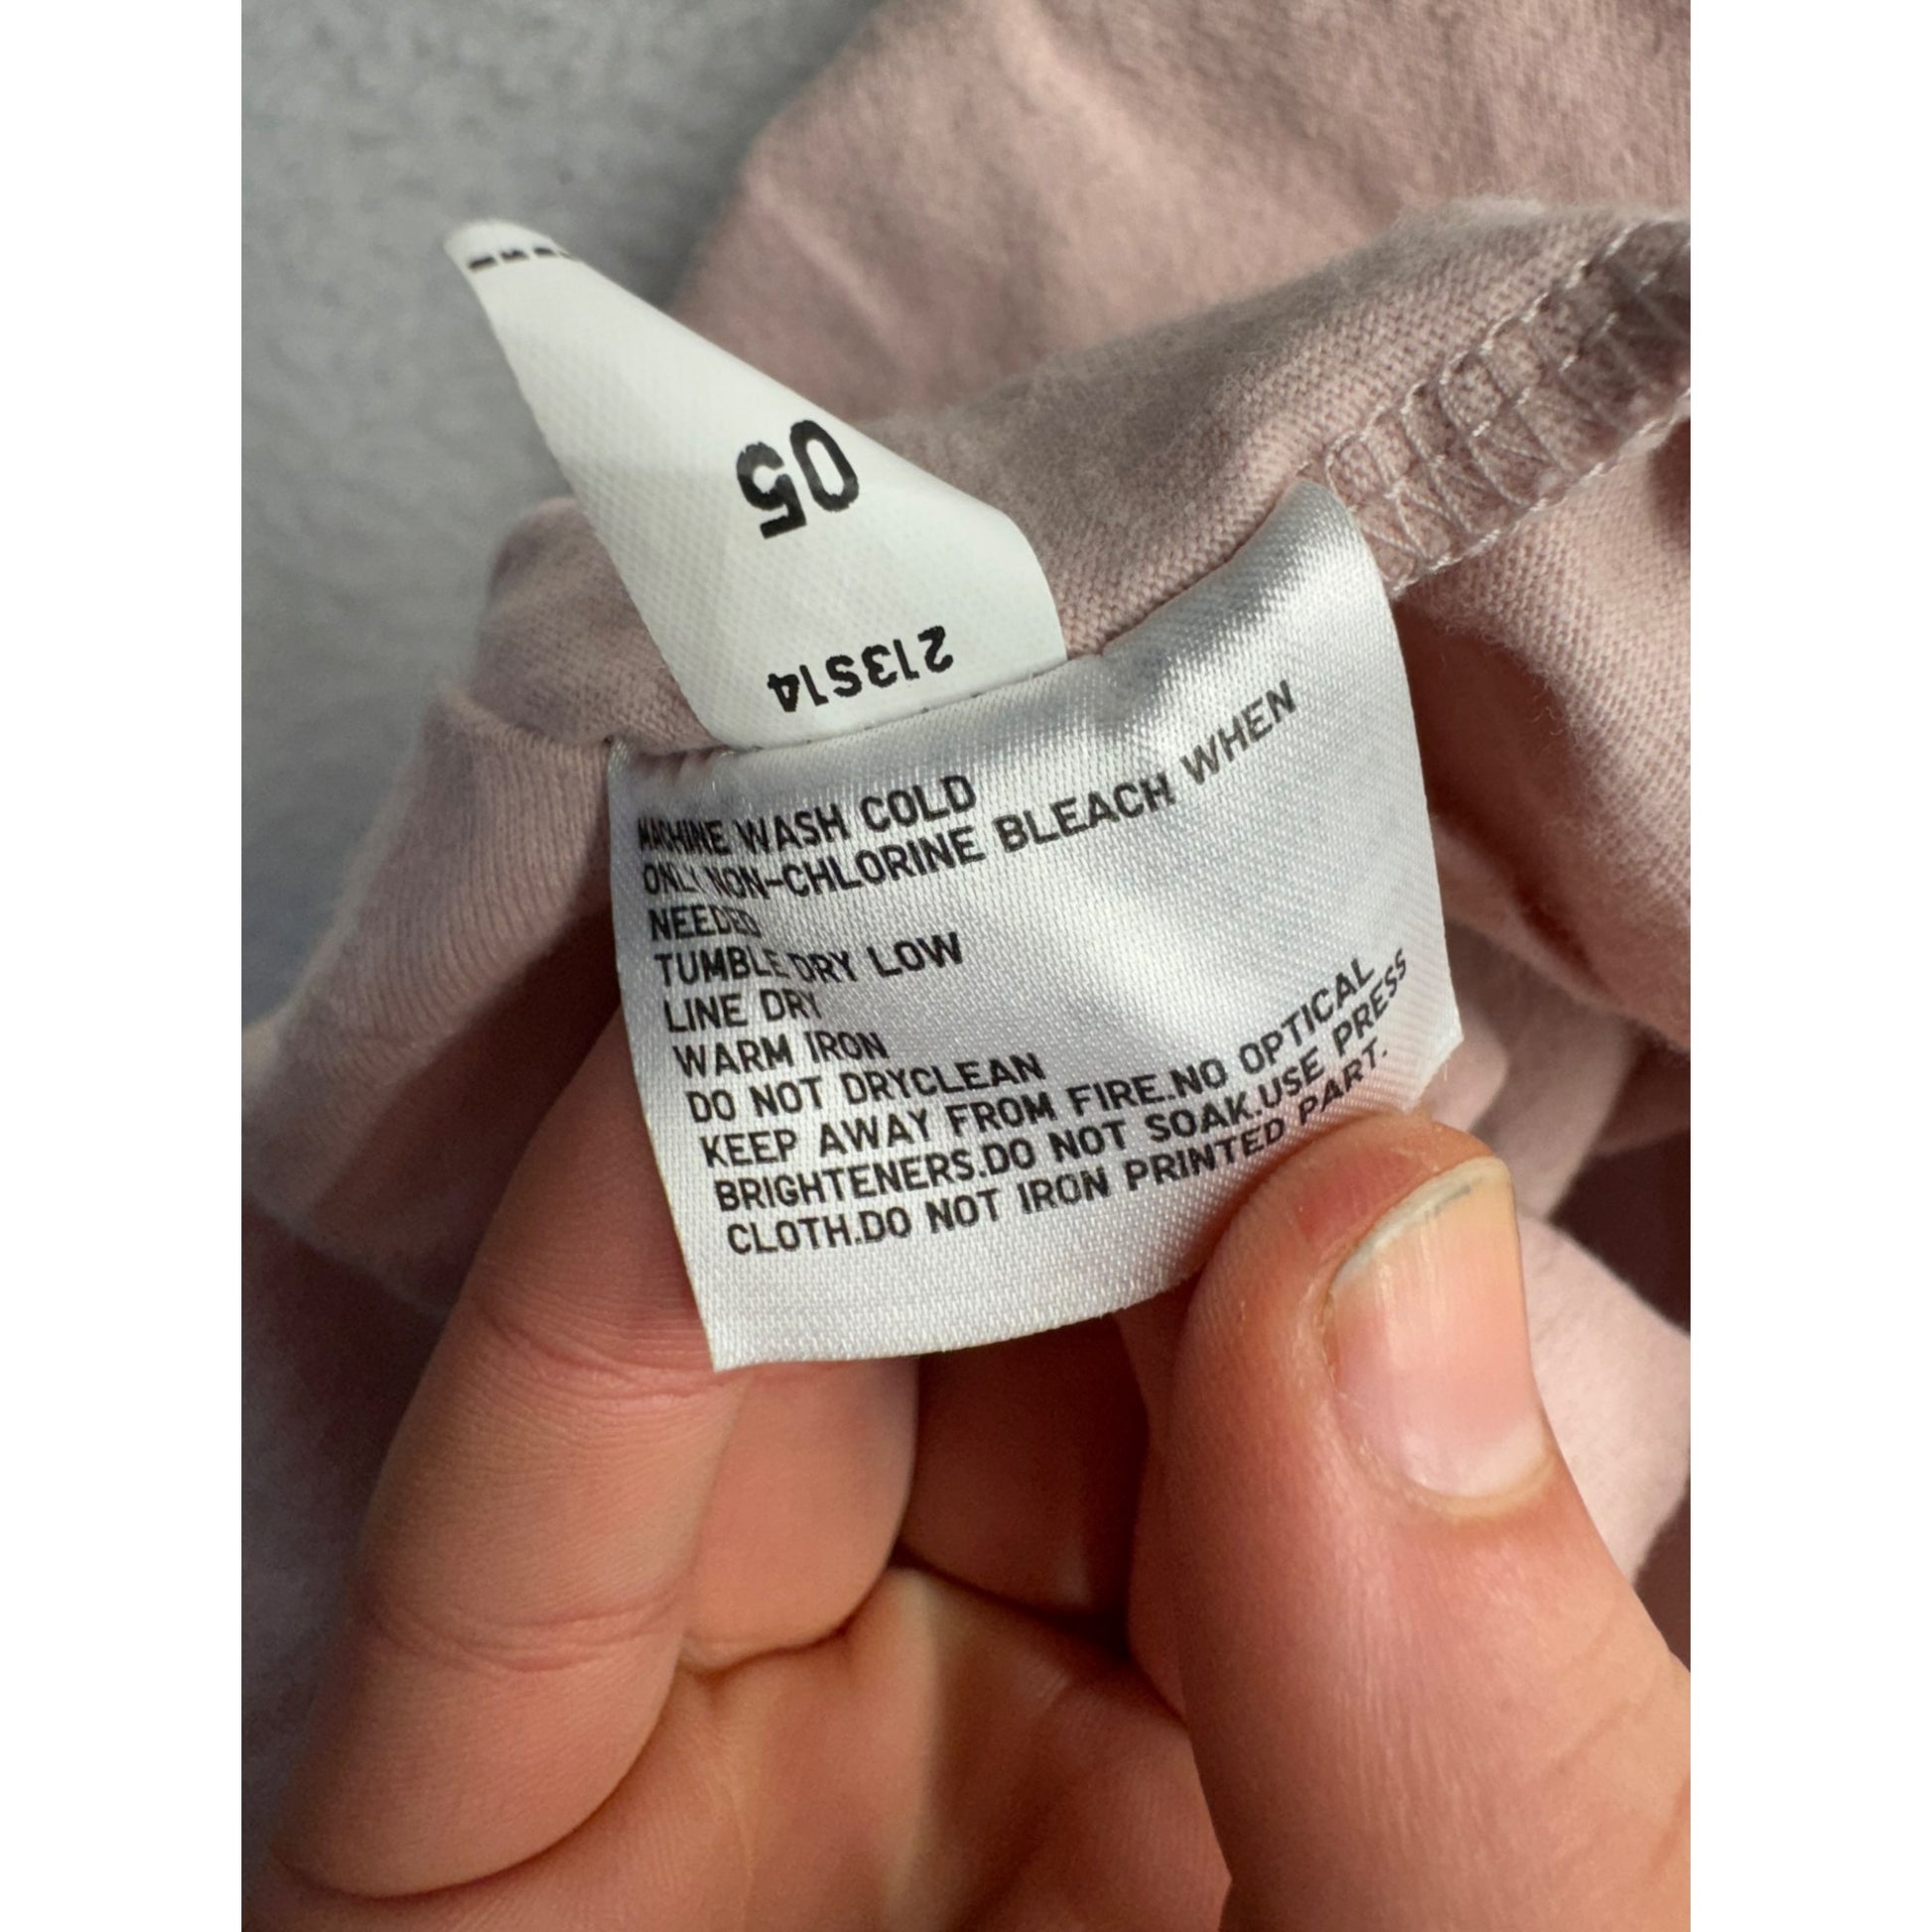 05
213S14
MACHINE WASH COLD
ONLY NON-CHLORINE BLEACH WHEN
NEEDED
TUMBLE DRY LOW
LINE DRY
WARM IRON
DO NOT DRYCLEAN
KEEP AWAY FROM FIRE.NO OPTICAL
BRIGHTENERS.DO NOT SOAK.USE PRESS
CLOTH.DO NOT IRON PRINTED PART.